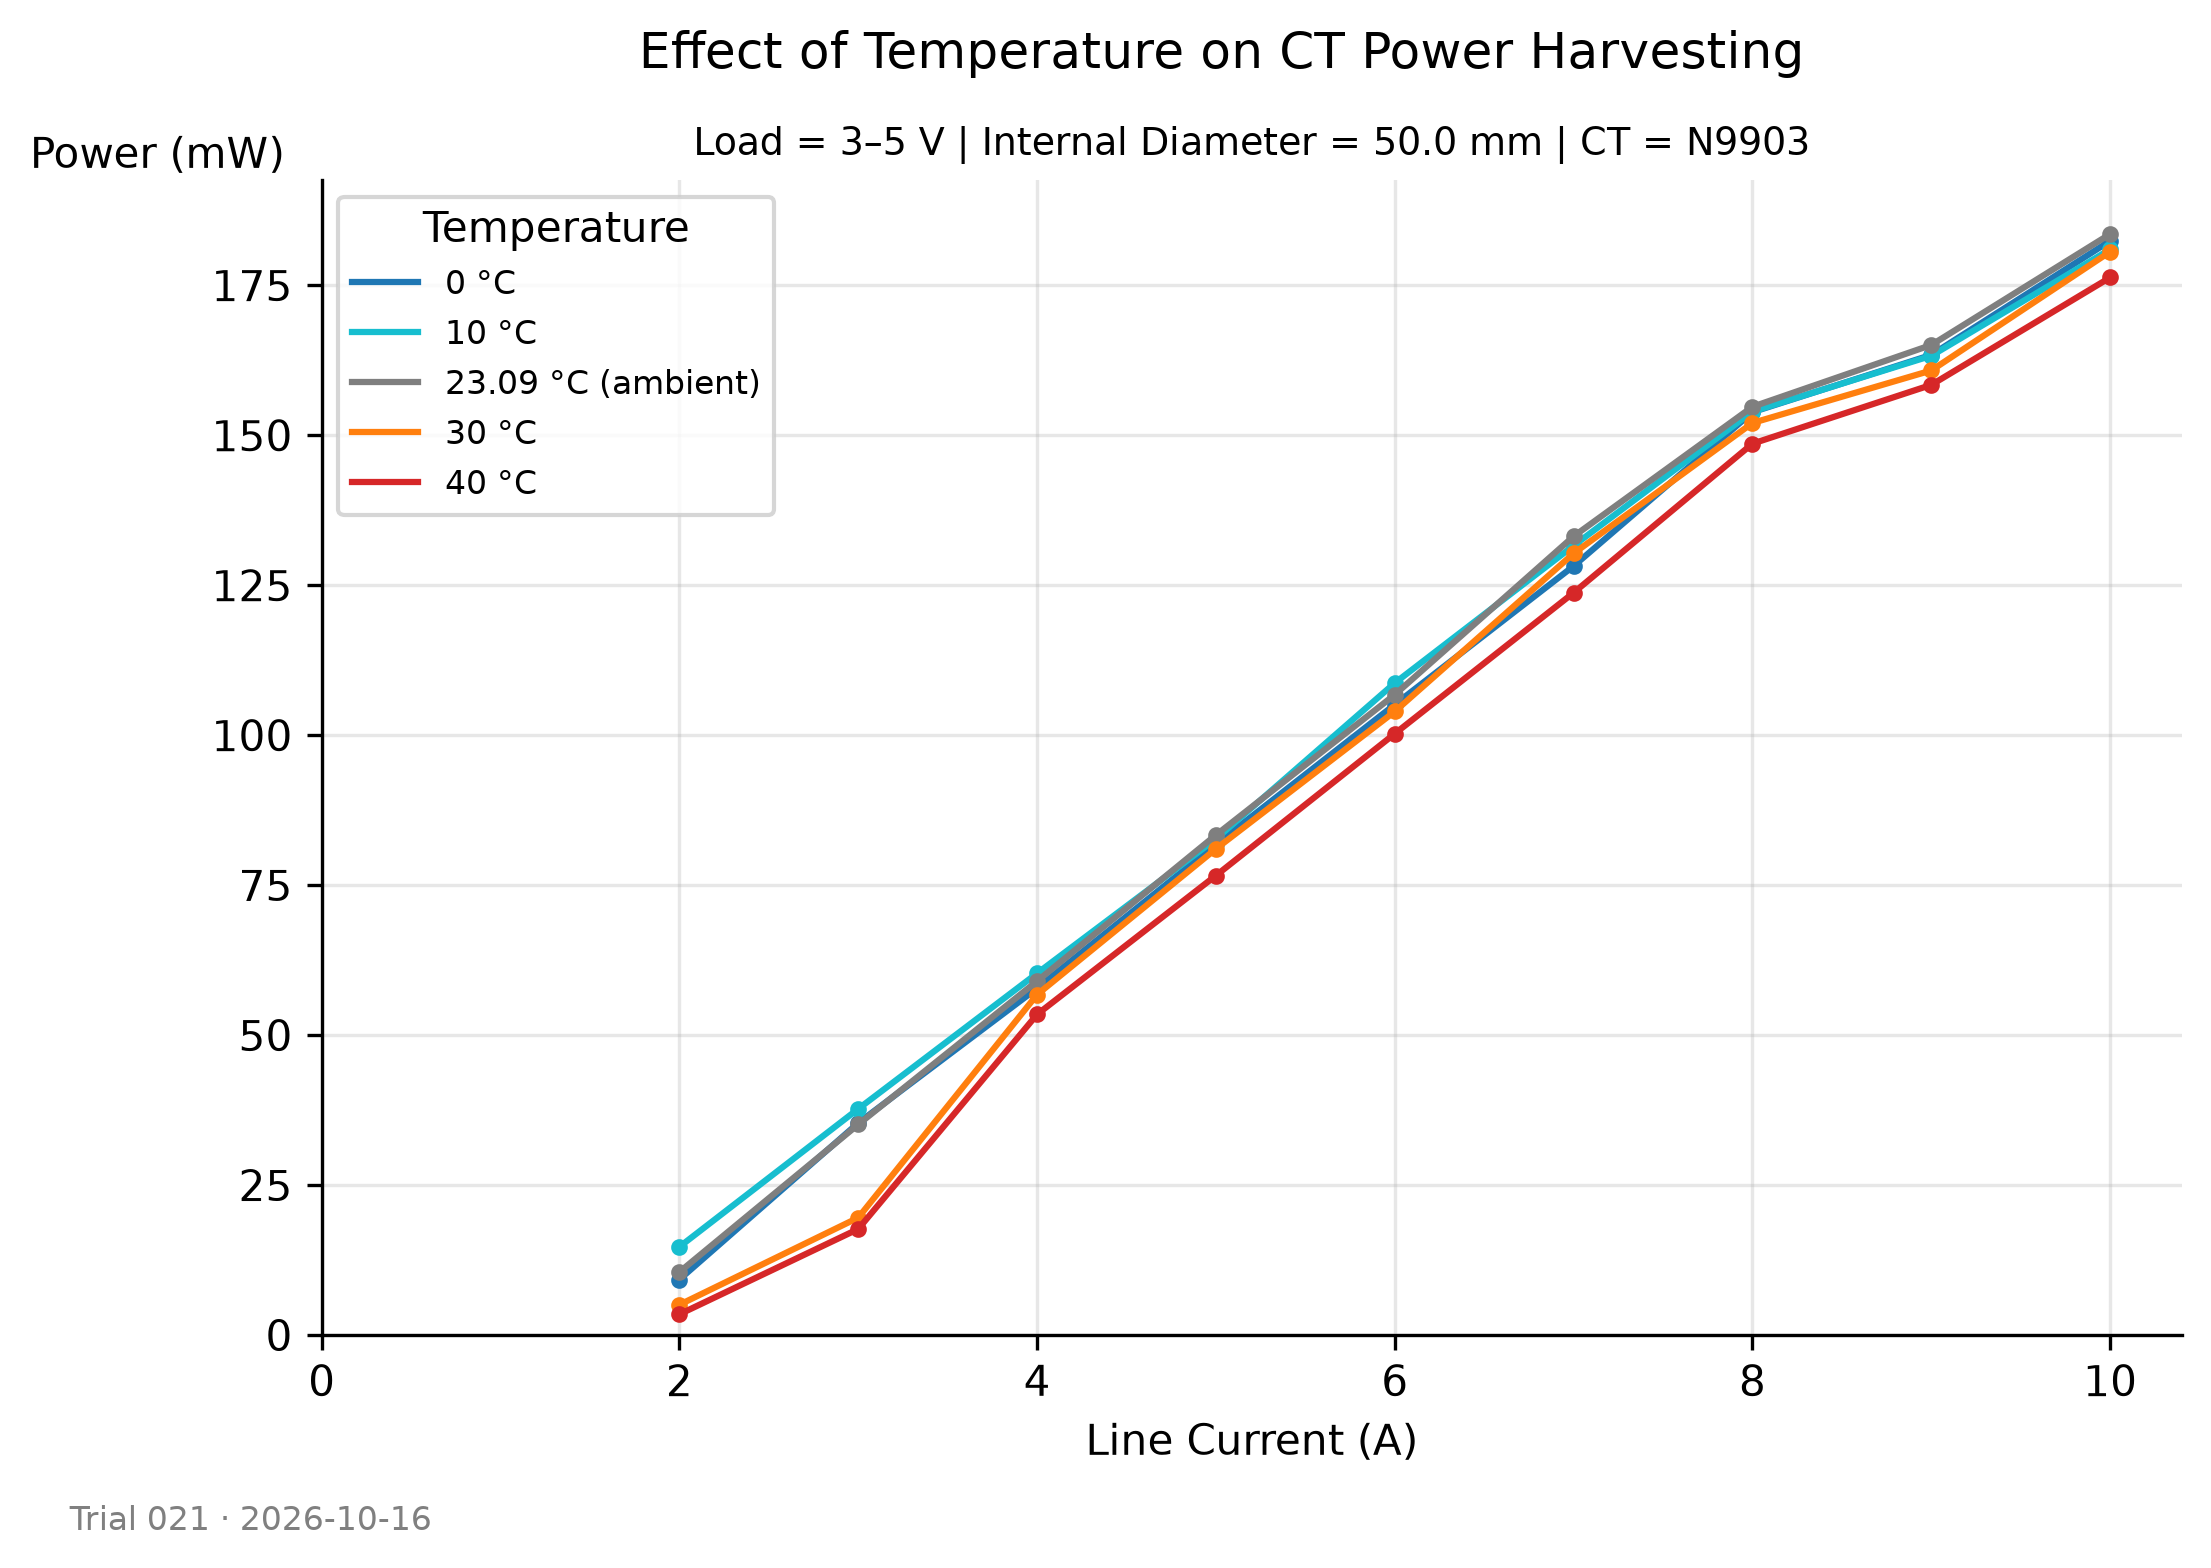 Effect of Temperature on CT Power Harvesting
Load = 3–5 V | Internal Diameter = 50.0 mm | CT = N9903
Power (mW)
Temperature
0 °C
10 °C
23.09 °C (ambient)
30 °C
40 °C
175
150
125
100
75
50
25
0
0 2 4 6 8 10
Line Current (A)
Trial 021 · 2026-10-16